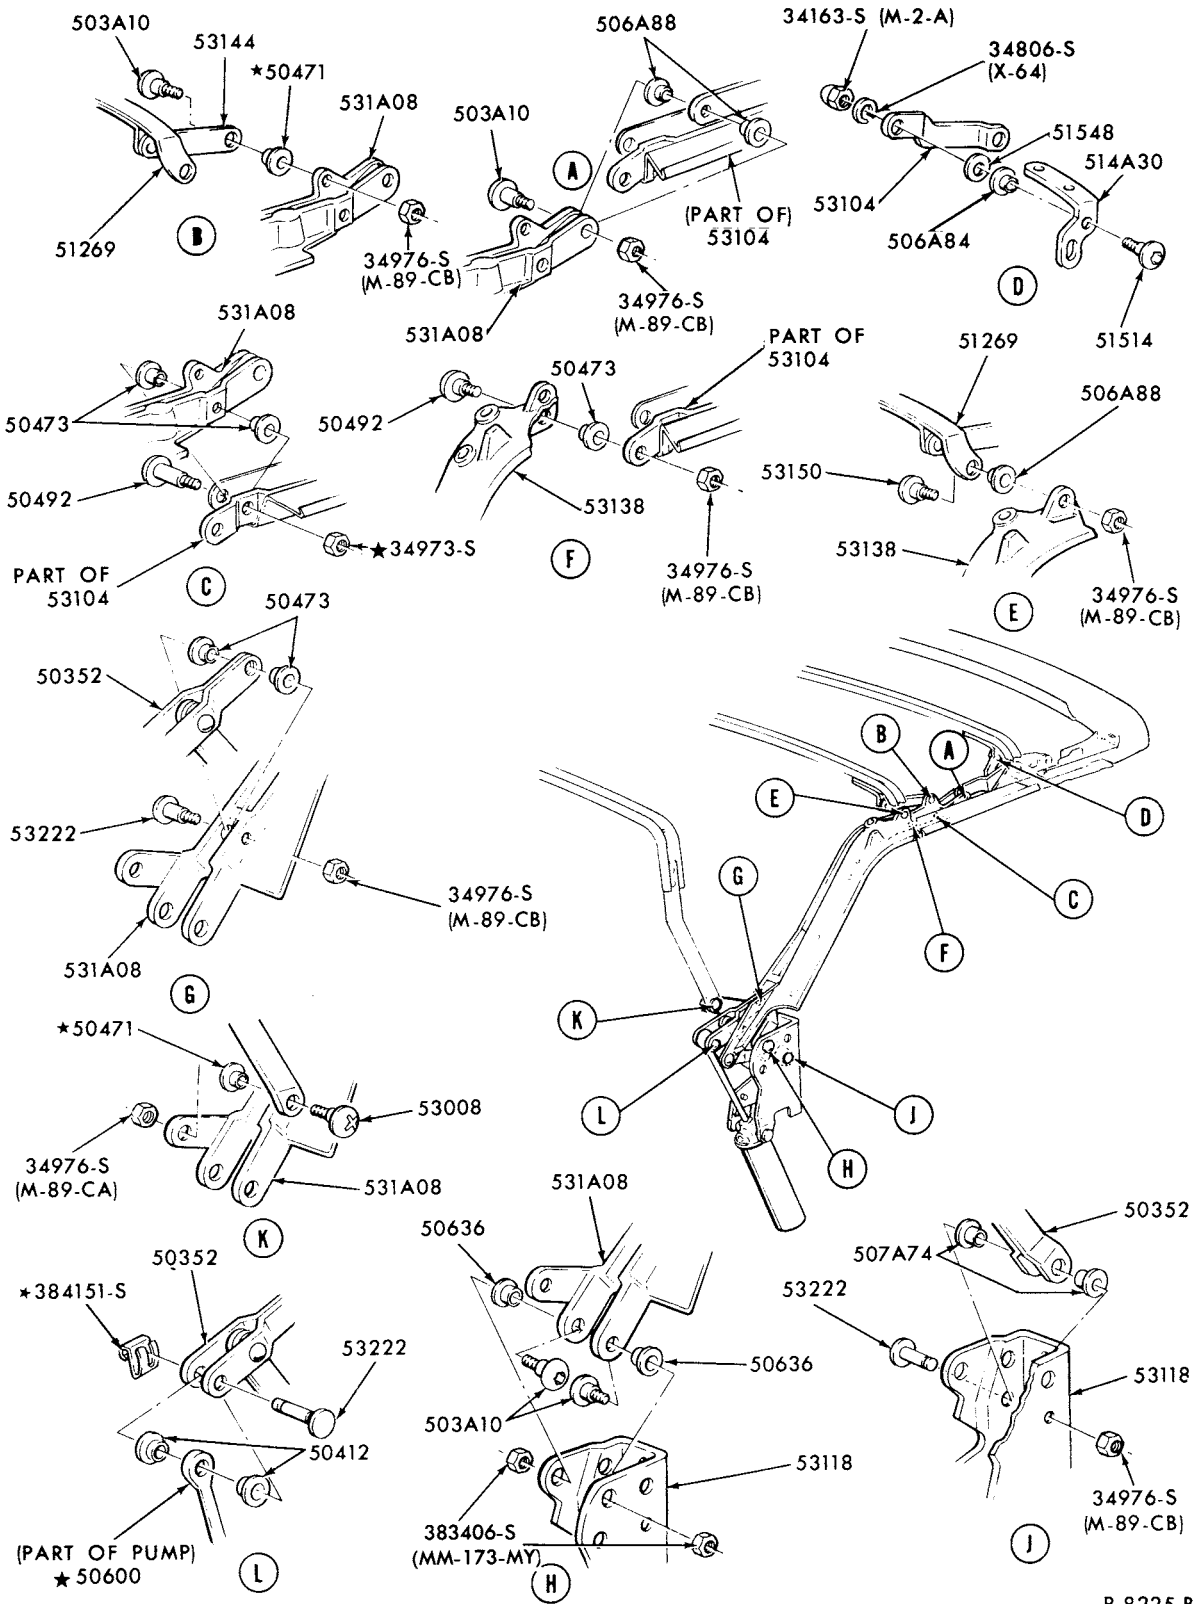 503A10
53144
★50471
531A08
51269
B
34976-S
(M-89-CB)
506A88
503A10
A
(PART OF)
53104
34976-S
(M-89-CB)
531A08
34163-S (M-2-A)
34806-S
(X-64)
51548
514A30
53104
506A84
D
51514
531A08
50473
50492
★34973-S
PART OF
53104
C
PART OF
53104
50473
50492
53138
F
34976-S
(M-89-CB)
51269
506A88
53150
53138
34976-S
(M-89-CB)
E
50473
50352
53222
34976-S
(M-89-CB)
531A08
G
B
A
E
D
C
F
G
K
L
J
H
★50471
53008
34976-S
(M-89-CA)
531A08
K
50352
★384151-S
53222
50412
(PART OF PUMP)
★50600
L
531A08
50636
50636
503A10
53118
383406-S
(MM-173-MY)
H
50352
507A74
53222
53118
34976-S
(M-89-CB)
J